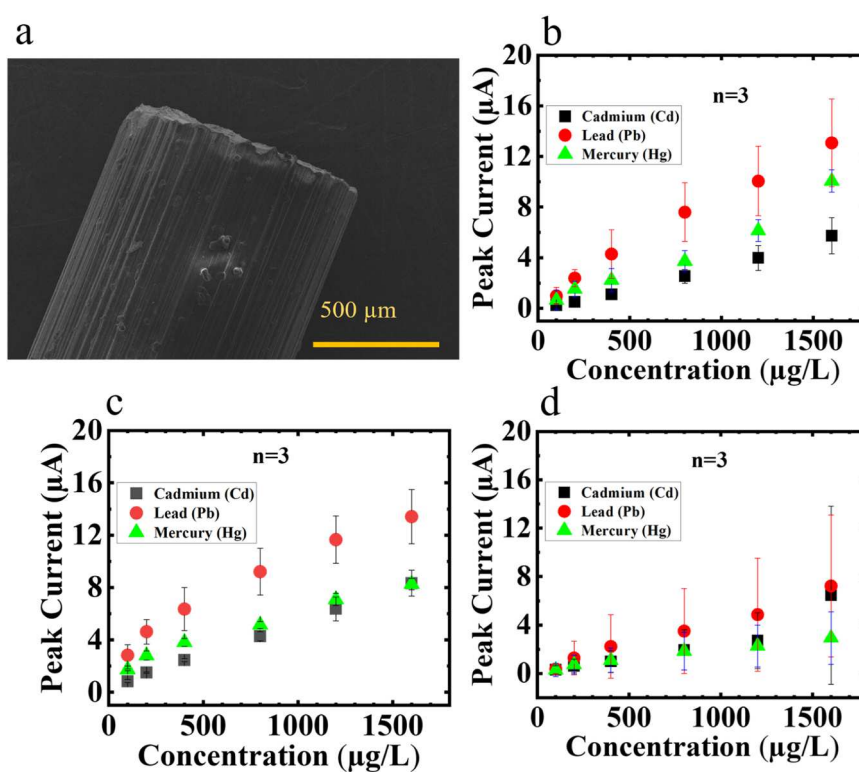 a
500 µm
b
20
16
12
8
4
0
Peak Current (µA)
n=3
Cadmium (Cd)
Lead (Pb)
Mercury (Hg)
0 500 1000 1500
Concentration (µg/L)
c
20
16
12
8
4
0
Peak Current (µA)
n=3
Cadmium (Cd)
Lead (Pb)
Mercury (Hg)
0 500 1000 1500
Concentration (µg/L)
d
20
16
12
8
4
0
Peak Current (µA)
n=3
Cadmium (Cd)
Lead (Pb)
Mercury (Hg)
0 500 1000 1500
Concentration (µg/L)